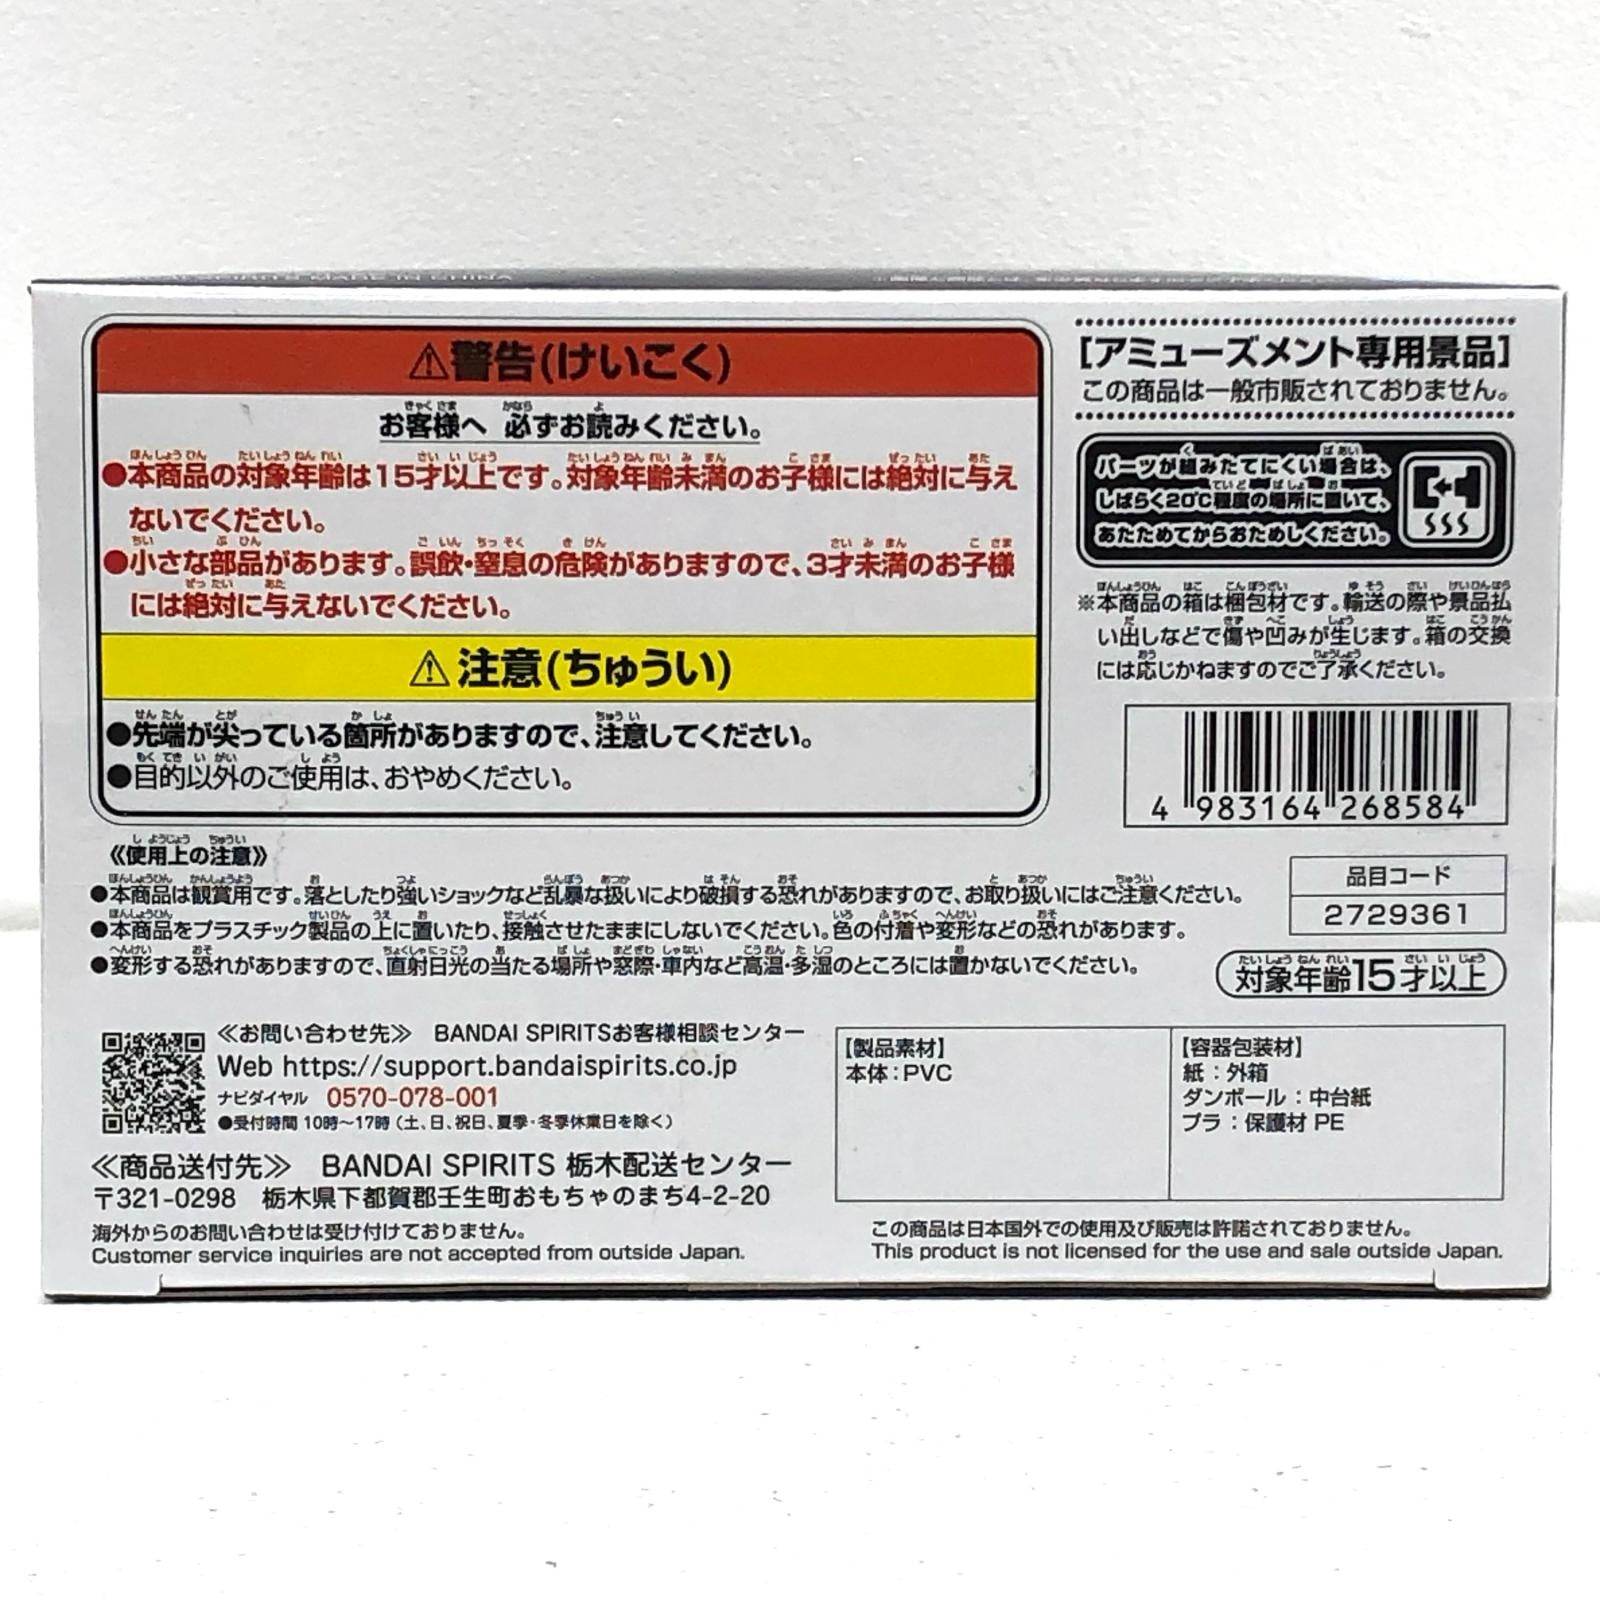 MADE IN CHINA
⚠警告(けいこく)
お客様へ 必ずお読みください。
●本商品の対象年齢は15才以上です。対象年齢未満のお子様には絶対に与え
ないでください。
●小さな部品があります。誤飲・窒息の危険がありますので、3才未満のお子様
には絶対に与えないでください。
⚠注意(ちゅうい)
●先端が尖っている箇所がありますので、注意してください。
●目的以外のご使用は、おやめください。
[アミューズメント専用景品]
この商品は一般市販されておりません。
パーツが組みたてにくい場合は、
しばらく20℃程度の場所に置いて、
あたためてからおためしください。
※本商品の箱は梱包材です。輸送の際や景品払
い出しなどで傷や凹みが生じます。箱の交換
には応じかねますのでご了承ください。
4 983164 268584
《使用上の注意》
●本商品は観賞用です。落としたり強いショックなど乱暴な扱いにより破損する恐れがありますので、お取り扱いにはご注意ください。
●本商品をプラスチック製品の上に置いたり、接触させたままにしないでください。色の付着や変形などの恐れがあります。
●変形する恐れがありますので、直射日光の当たる場所や窓際・車内など高温・多湿のところには置かないでください。
品目コード
2729361
対象年齢15才以上
≪お問い合わせ先≫ BANDAI SPIRITSお客様相談センター
Web https://support.bandaispirits.co.jp
ナビダイヤル 0570-078-001
●受付時間 10時〜17時 (土、日、祝日、夏季・冬季休業日を除く)
≪商品送付先≫ BANDAI SPIRITS 栃木配送センター
〒321-0298 栃木県下都賀郡壬生町おもちゃのまち4-2-20
海外からのお問い合わせは受け付けておりません。
Customer service inquiries are not accepted from outside Japan.
【製品素材】
本体：PVC
【容器包装材】
紙：外箱
ダンボール：中台紙
プラ：保護材 PE
この商品は日本国外での使用及び販売は許諾されておりません。
This product is not licensed for the use and sale outside Japan.